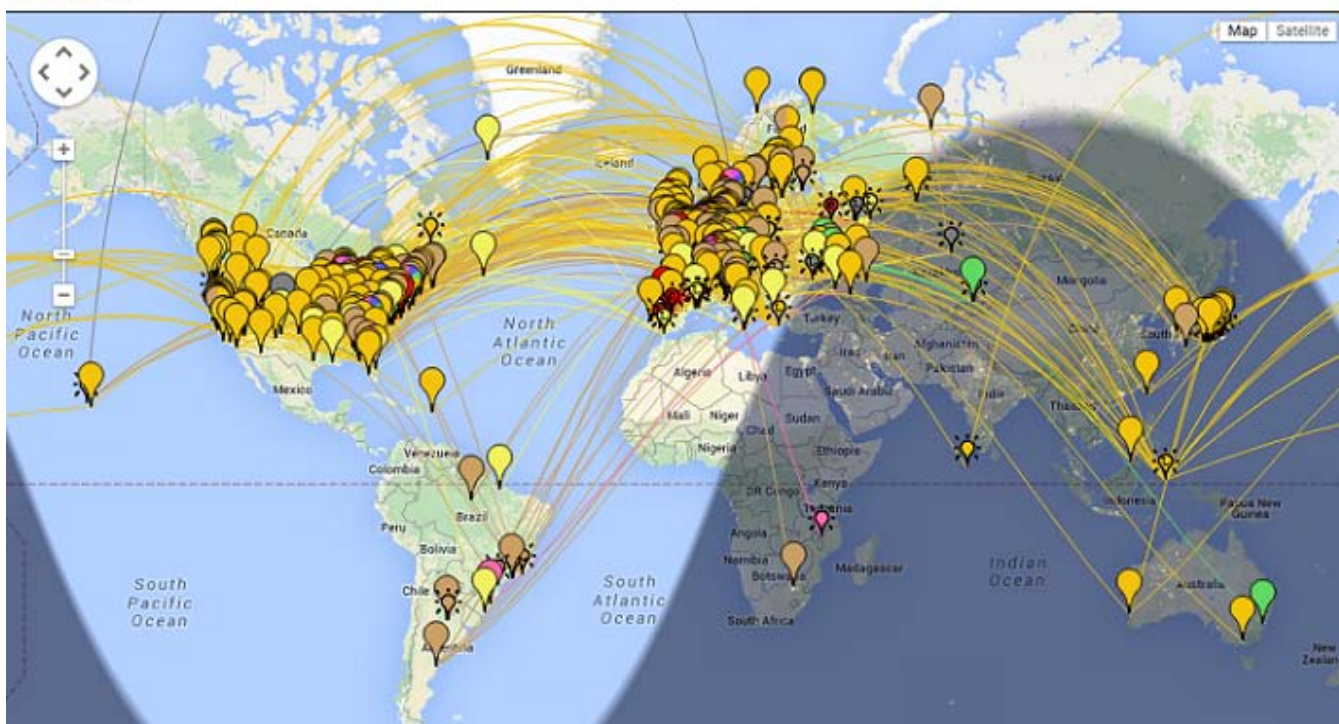 Map Satellite
Greenland
Iceland
Canada
North
Pacific
Ocean
North
Atlantic
Ocean
Mexico
Mongolia
Turkey
Iraq
Afghanistan
Pakistan
Algeria
Libya
Egypt
Saudi Arabia
India
Mali
Niger
Chad
Sudan
Nigeria
Ethiopia
Venezuela
Colombia
DR Congo
Kenya
Tanzania
Indonesia
Papua New
Guinea
Peru
Brazil
Bolivia
Angola
Namibia
Botswana
Madagascar
Chile
South
Pacific
Ocean
South
Atlantic
Ocean
Indian
Ocean
Australia
South Africa
Argentina
New
Zealand